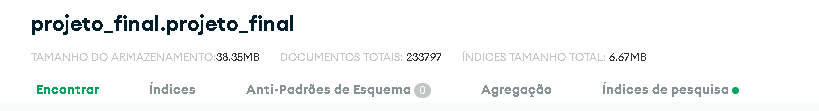 projeto_final.projeto_final
TAMANHO DO ARMAZENAMENTO:38.35MB DOCUMENTOS TOTAIS: 233797 ÍNDICES TAMANHO TOTAL: 6.67MB
Encontrar Índices Anti-Padrões de Esquema 0 Agregação Índices de pesquisa